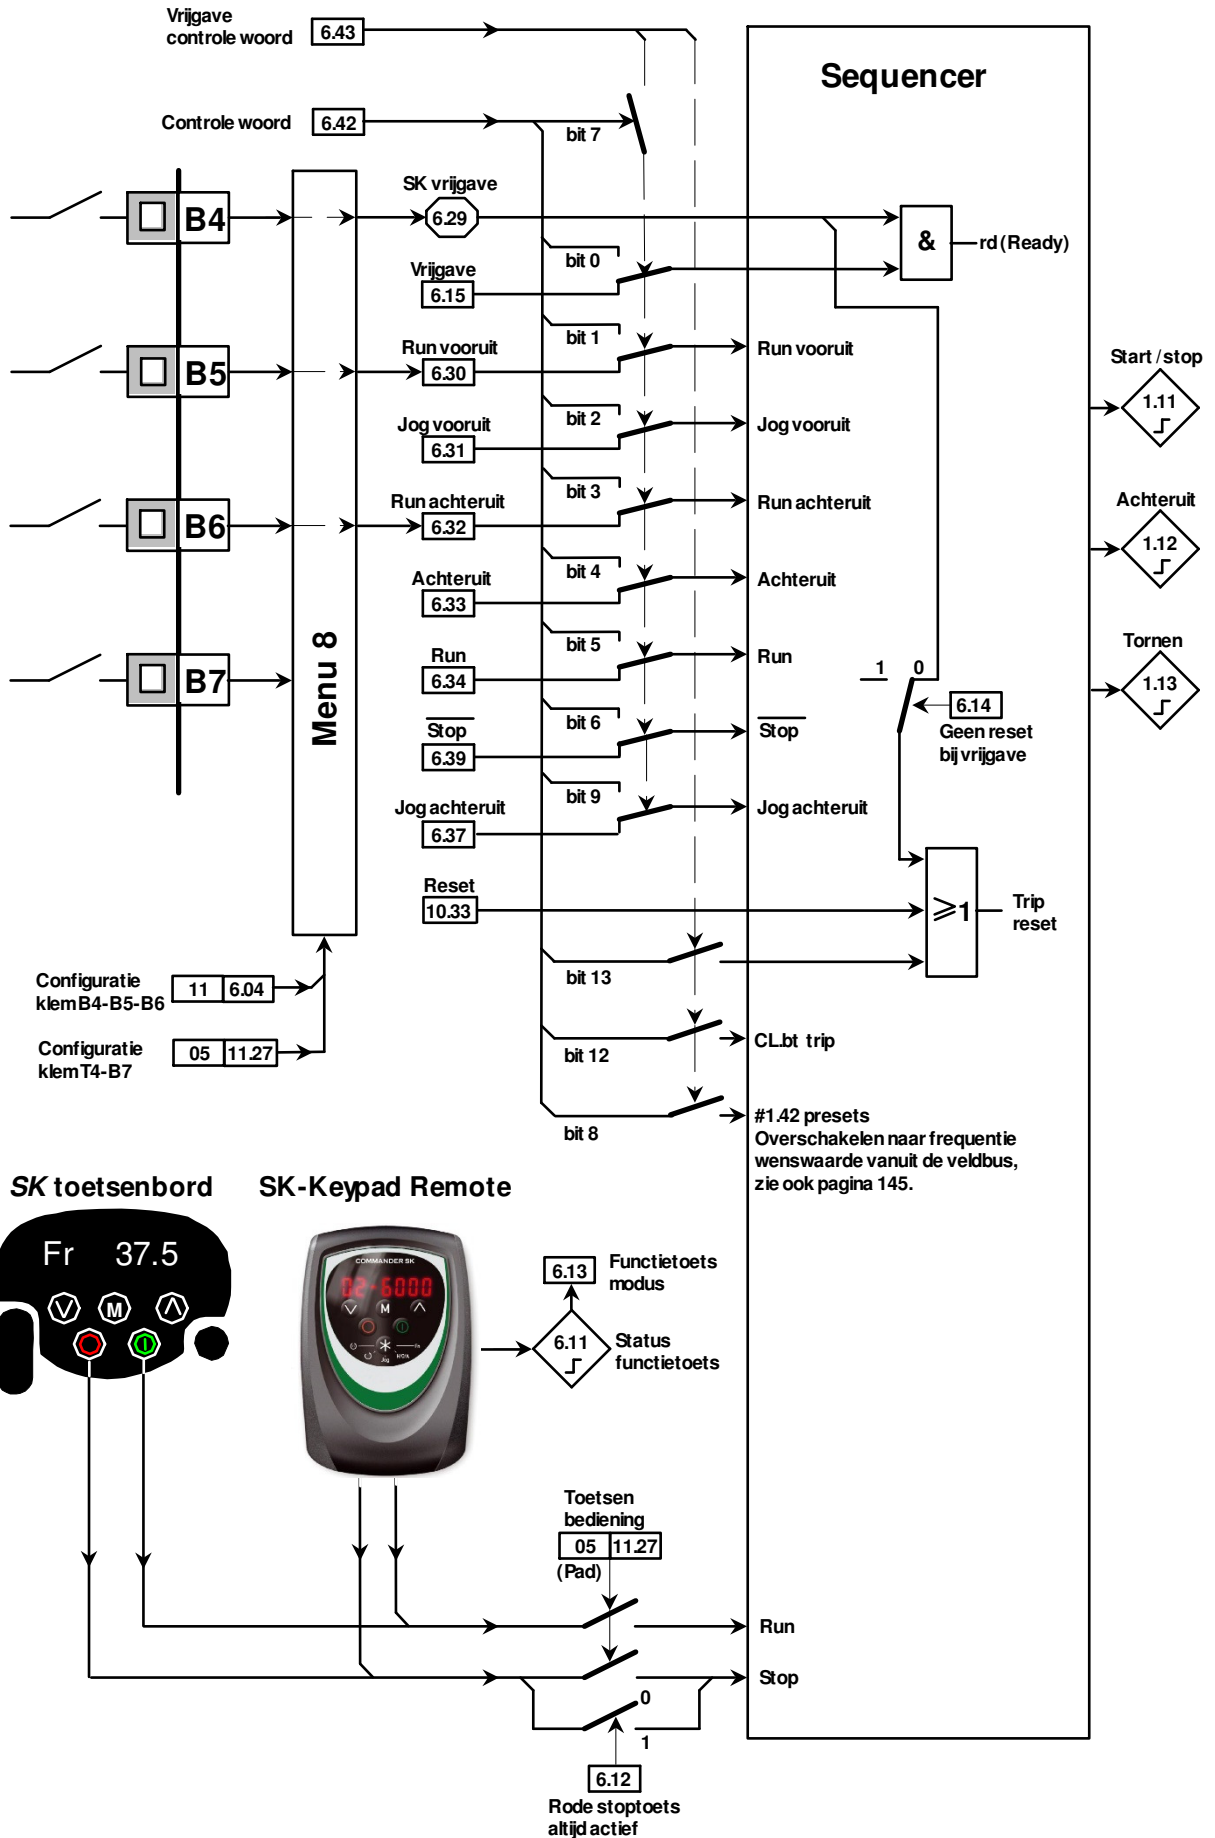 Vrijgave
controle woord
6.43
Sequencer
Controle woord
6.42
bit 7
SK vrijgave
B4
6.29
&
rd (Ready)
bit 0
Vrijgave
6.15
bit 1
Run vooruit
B5
6.30
Run vooruit
Start / stop
1.11
bit 2
Jog vooruit
6.31
Jog vooruit
bit 3
Run achteruit
B6
6.32
Run achteruit
Achteruit
1.12
bit 4
Achteruit
6.33
Achteruit
Menu 8
bit 5
Run
B7
6.34
Run
1 0
Tornen
1.13
6.14
Geen reset
bij vrijgave
bit 6
Stop
6.39
Stop
bit 9
Jog achteruit
6.37
Jog achteruit
Reset
10.33
≥1
Trip
reset
Configuratie
klem B4-B5-B6
11 6.04
bit 13
Configuratie
klem T4-B7
05 11.27
bit 12
CL.bt trip
bit 8
#1.42 presets
Overschakelen naar frequentie
wenswaarde vanuit de veldbus,
zie ook pagina 145.
SK toetsenbord
SK-Keypad Remote
Fr 37.5
M
COMMANDER SK
02-6000
M
Jog
6.13
Functietoets
modus
6.11
Status
functietoets
Toetsen
bediening
05 11.27
(Pad)
Run
Stop
0
1
6.12
Rode stoptoets
altijd actief